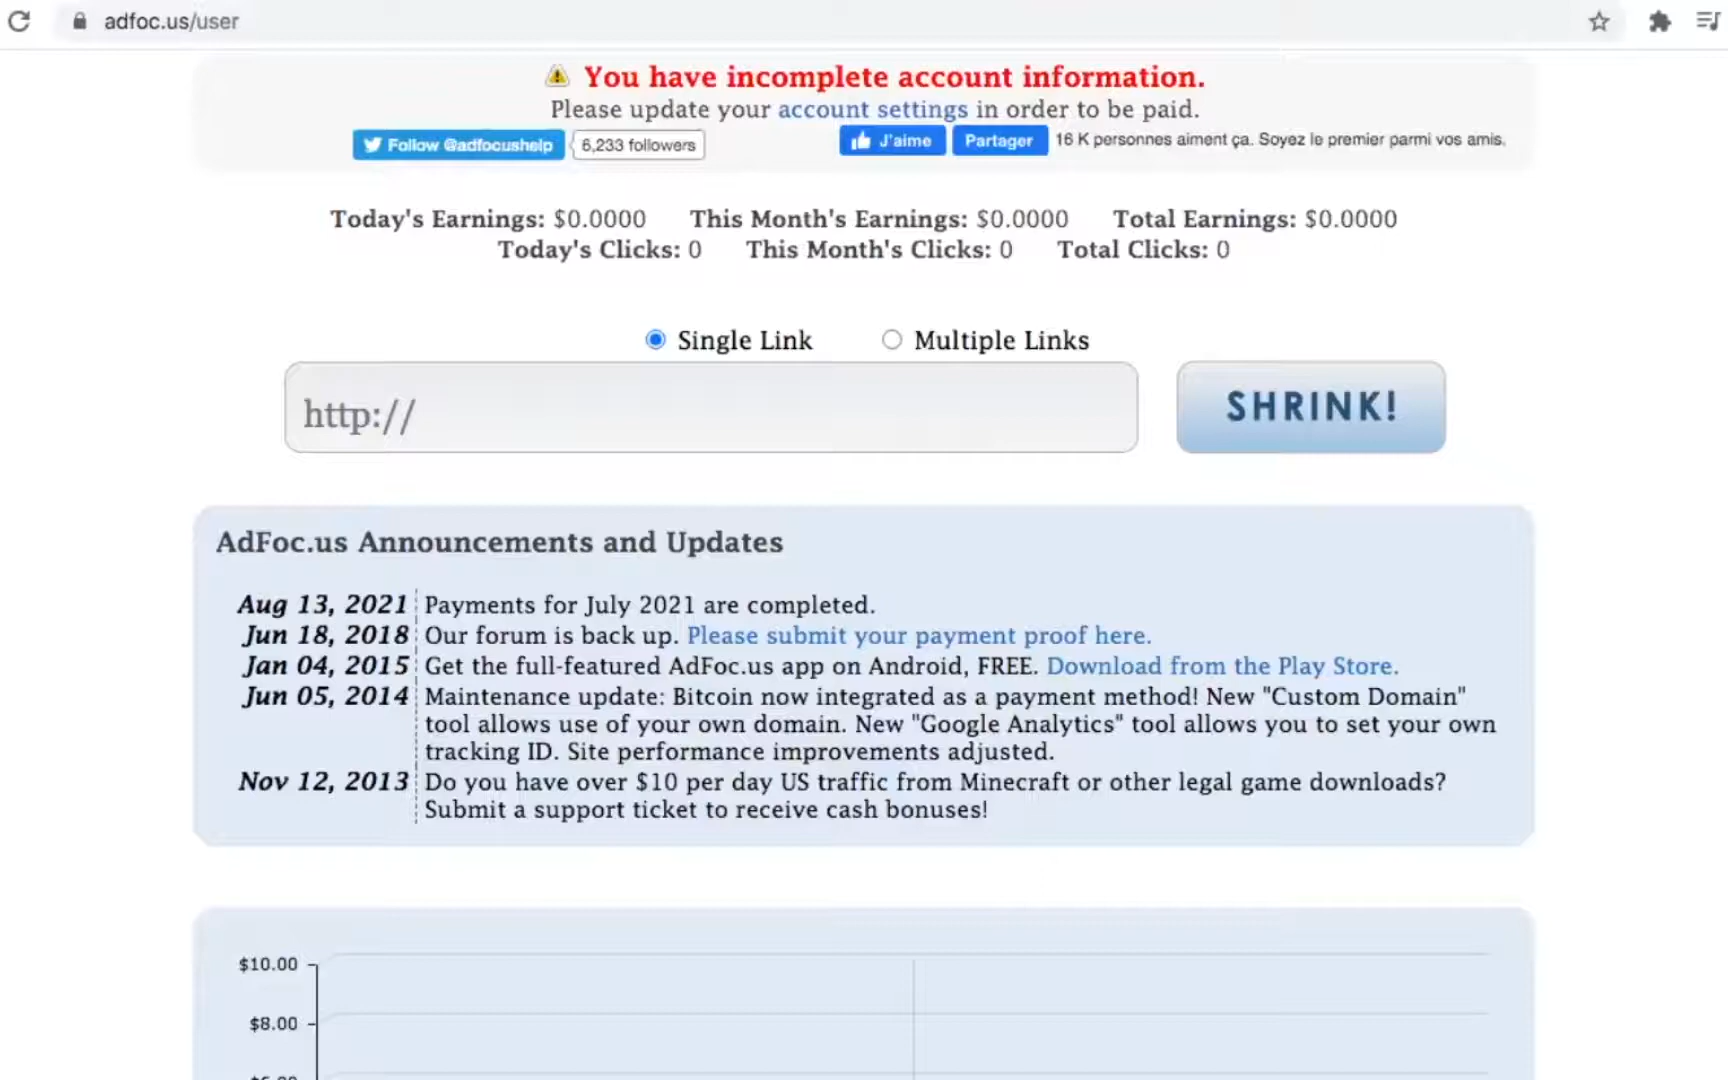 adfoc.us/user
You have incomplete account information.
Please update your account settings in order to be paid.
Follow @adfocushelp 6,233 followers J'aime Partager 16 K personnes aiment ça. Soyez le premier parmi vos amis.
Today's Earnings: $0.0000 This Month's Earnings: $0.0000 Total Earnings: $0.0000
Today's Clicks: 0 This Month's Clicks: 0 Total Clicks: 0
Single Link Multiple Links
http:// SHRINK!
AdFoc.us Announcements and Updates
Aug 13, 2021 Payments for July 2021 are completed.
Jun 18, 2018 Our forum is back up. Please submit your payment proof here.
Jan 04, 2015 Get the full-featured AdFoc.us app on Android, FREE. Download from the Play Store.
Jun 05, 2014 Maintenance update: Bitcoin now integrated as a payment method! New "Custom Domain"
tool allows use of your own domain. New "Google Analytics" tool allows you to set your own
tracking ID. Site performance improvements adjusted.
Nov 12, 2013 Do you have over $10 per day US traffic from Minecraft or other legal game downloads?
Submit a support ticket to receive cash bonuses!
$10.00
$8.00